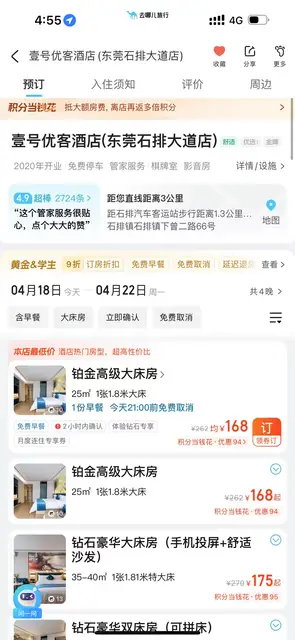 4:55
去哪儿旅行
4G
壹号优客酒店(东莞石排大道店)
收藏
分享
更多
预订
入住须知
评价
周边
积分当钱花
抵大额房费,离店再返多倍积分
壹号优客酒店(东莞石排大道店)
舒适
优选
金牌
2020年开业 免费停车 管家服务 棋牌室 影音房
详情/设施>
4.9 超棒 2724条>
距您直线距离3公里
"这个管家服务很贴
心,点个大大的赞"
距石排汽车客运站步行距离1.3公里...
石排镇石排镇下曾二路66号
地图
黄金&学生
9折
订房折扣
免费早餐
免费取消
延迟退房
查看>
04月18日 今天 — 04月22日 周一
共4晚>
含早餐
大床房
立即确认
免费取消
本店最低价
酒店热门房型,超高性价比
铂金高级大床房>
25㎡ 1张1.8米大床
1份早餐 今天21:00前免费取消
免费早餐
2小时内确认
体验钻石专享
月度连住专享券
¥262 均¥168
积分当钱花·优惠94>
订
领券订
铂金高级大床房
25㎡ 1张1.8米大床
¥262 ¥168起
积分当钱花·优惠94
钻石豪华大床房(手机投屏+舒适
沙发)
35-40㎡ 1张1.81米特大床
¥270 ¥175起
积分当钱花·优惠95
13
问一问
钻石豪华双床房(可拼床)